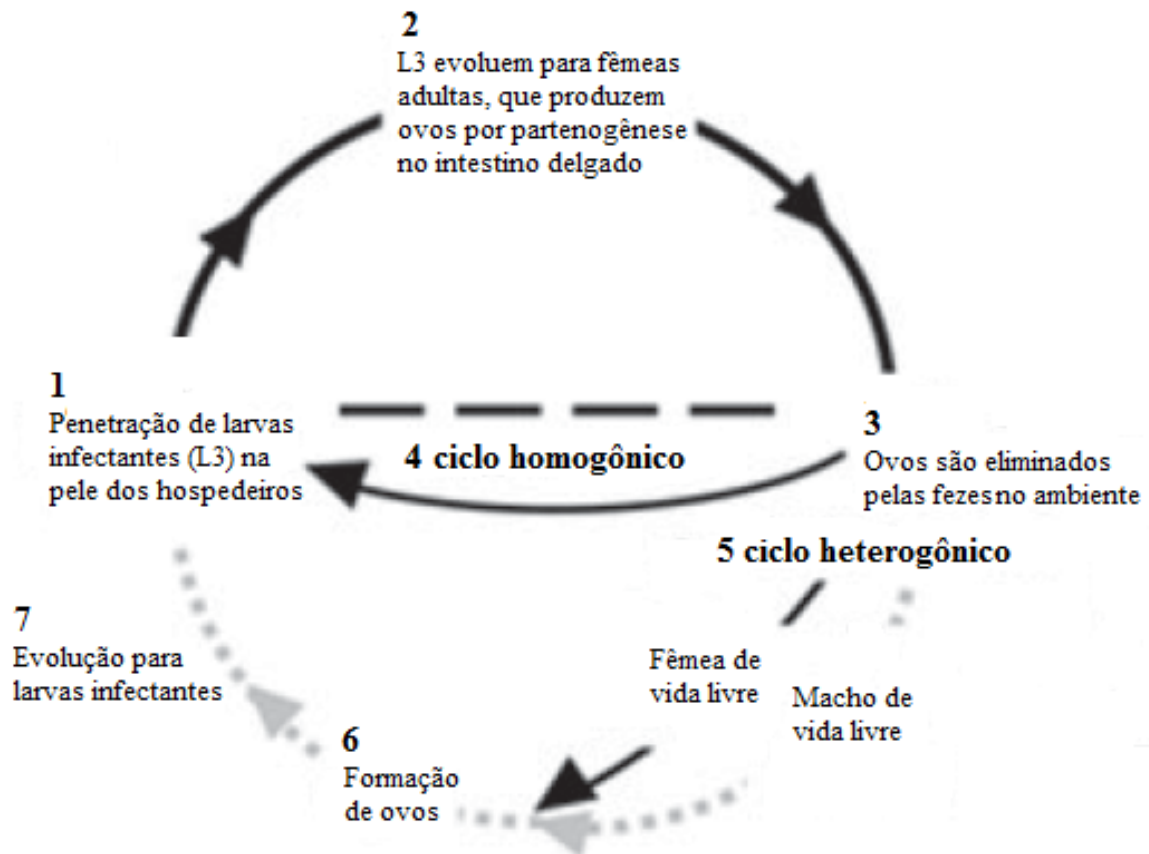 2
L3 evoluem para fêmeas
adultas, que produzem
ovos por partenogênese
no intestino delgado
1
Penetração de larvas
infectantes (L3) na
pele dos hospedeiros
4 ciclo homogônico
3
Ovos são eliminados
pelas fezes no ambiente
5 ciclo heterogônico
7
Evolução para
larvas infectantes
Fêmea de
vida livre
Macho de
vida livre
6
Formação
de ovos